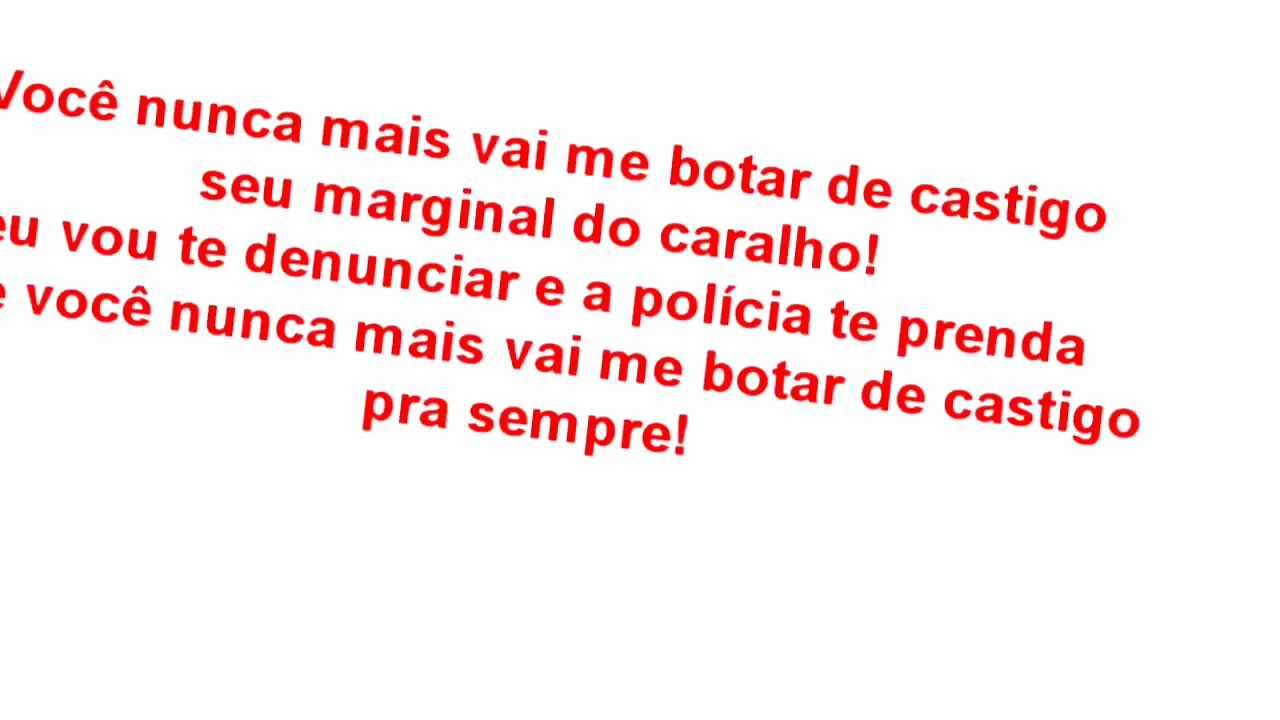 Você nunca mais vai me botar de castigo
seu marginal do caralho!
eu vou te denunciar e a polícia te prenda
e você nunca mais vai me botar de castigo
pra sempre!